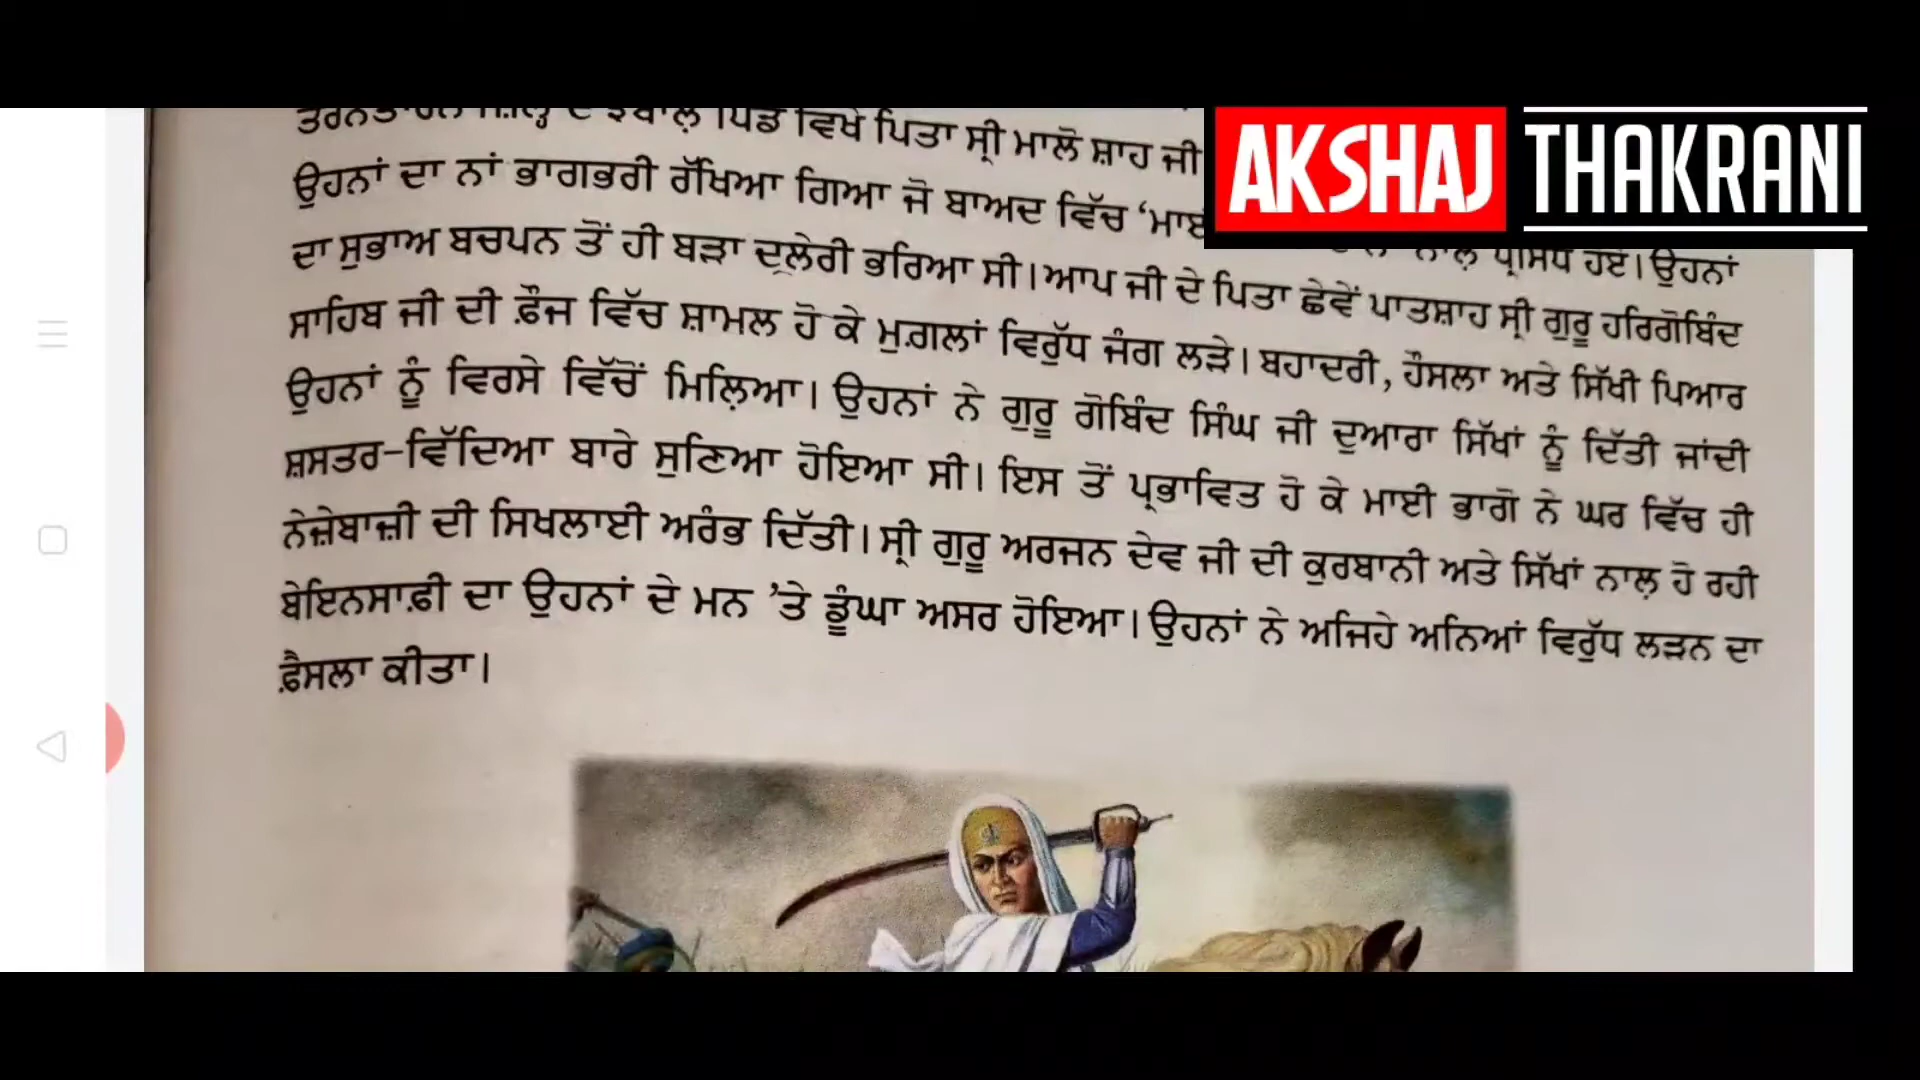 ਪਿੰਡ ਵਿਖੇ ਪਿਤਾ ਸ੍ਰੀ ਮਾਲੋ ਸ਼ਾਹ ਜੀ
AKSHAJ THAKRANI
ਉਹਨਾਂ ਦਾ ਨਾਂ ਭਾਗਭਰੀ ਰੱਖਿਆ ਗਿਆ ਜੋ ਬਾਅਦ ਵਿੱਚ ‘ਮਾਈ ਨਾਲ਼ ਪ੍ਰਸਿੱਧ ਹੋਏ। ਉਹਨਾਂ
ਦਾ ਸੁਭਾਅ ਬਚਪਨ ਤੋਂ ਹੀ ਬੜਾ ਦਲੇਰੀ ਭਰਿਆ ਸੀ। ਆਪ ਜੀ ਦੇ ਪਿਤਾ ਛੇਵੇਂ ਪਾਤਸ਼ਾਹ ਸ੍ਰੀ ਗੁਰੂ ਹਰਿਗੋਬਿੰਦ
ਸਾਹਿਬ ਜੀ ਦੀ ਫ਼ੌਜ ਵਿੱਚ ਸ਼ਾਮਲ ਹੋ ਕੇ ਮੁਗ਼ਲਾਂ ਵਿਰੁੱਧ ਜੰਗ ਲੜੇ। ਬਹਾਦਰੀ, ਹੌਸਲਾ ਅਤੇ ਸਿੱਖੀ ਪਿਆਰ
ਉਹਨਾਂ ਨੂੰ ਵਿਰਸੇ ਵਿੱਚੋਂ ਮਿਲ਼ਿਆ। ਉਹਨਾਂ ਨੇ ਗੁਰੂ ਗੋਬਿੰਦ ਸਿੰਘ ਜੀ ਦੁਆਰਾ ਸਿੱਖਾਂ ਨੂੰ ਦਿੱਤੀ ਜਾਂਦੀ
ਸ਼ਸਤਰ-ਵਿੱਦਿਆ ਬਾਰੇ ਸੁਣਿਆ ਹੋਇਆ ਸੀ। ਇਸ ਤੋਂ ਪ੍ਰਭਾਵਿਤ ਹੋ ਕੇ ਮਾਈ ਭਾਗੋ ਨੇ ਘਰ ਵਿੱਚ ਹੀ
ਨੇਜ਼ੇਬਾਜ਼ੀ ਦੀ ਸਿਖਲਾਈ ਅਰੰਭ ਦਿੱਤੀ। ਸ੍ਰੀ ਗੁਰੂ ਅਰਜਨ ਦੇਵ ਜੀ ਦੀ ਕੁਰਬਾਨੀ ਅਤੇ ਸਿੱਖਾਂ ਨਾਲ਼ ਹੋ ਰਹੀ
ਬੇਇਨਸਾਫ਼ੀ ਦਾ ਉਹਨਾਂ ਦੇ ਮਨ ’ਤੇ ਡੂੰਘਾ ਅਸਰ ਹੋਇਆ। ਉਹਨਾਂ ਨੇ ਅਜਿਹੇ ਅਨਿਆਂ ਵਿਰੁੱਧ ਲੜਨ ਦਾ
ਫ਼ੈਸਲਾ ਕੀਤਾ।